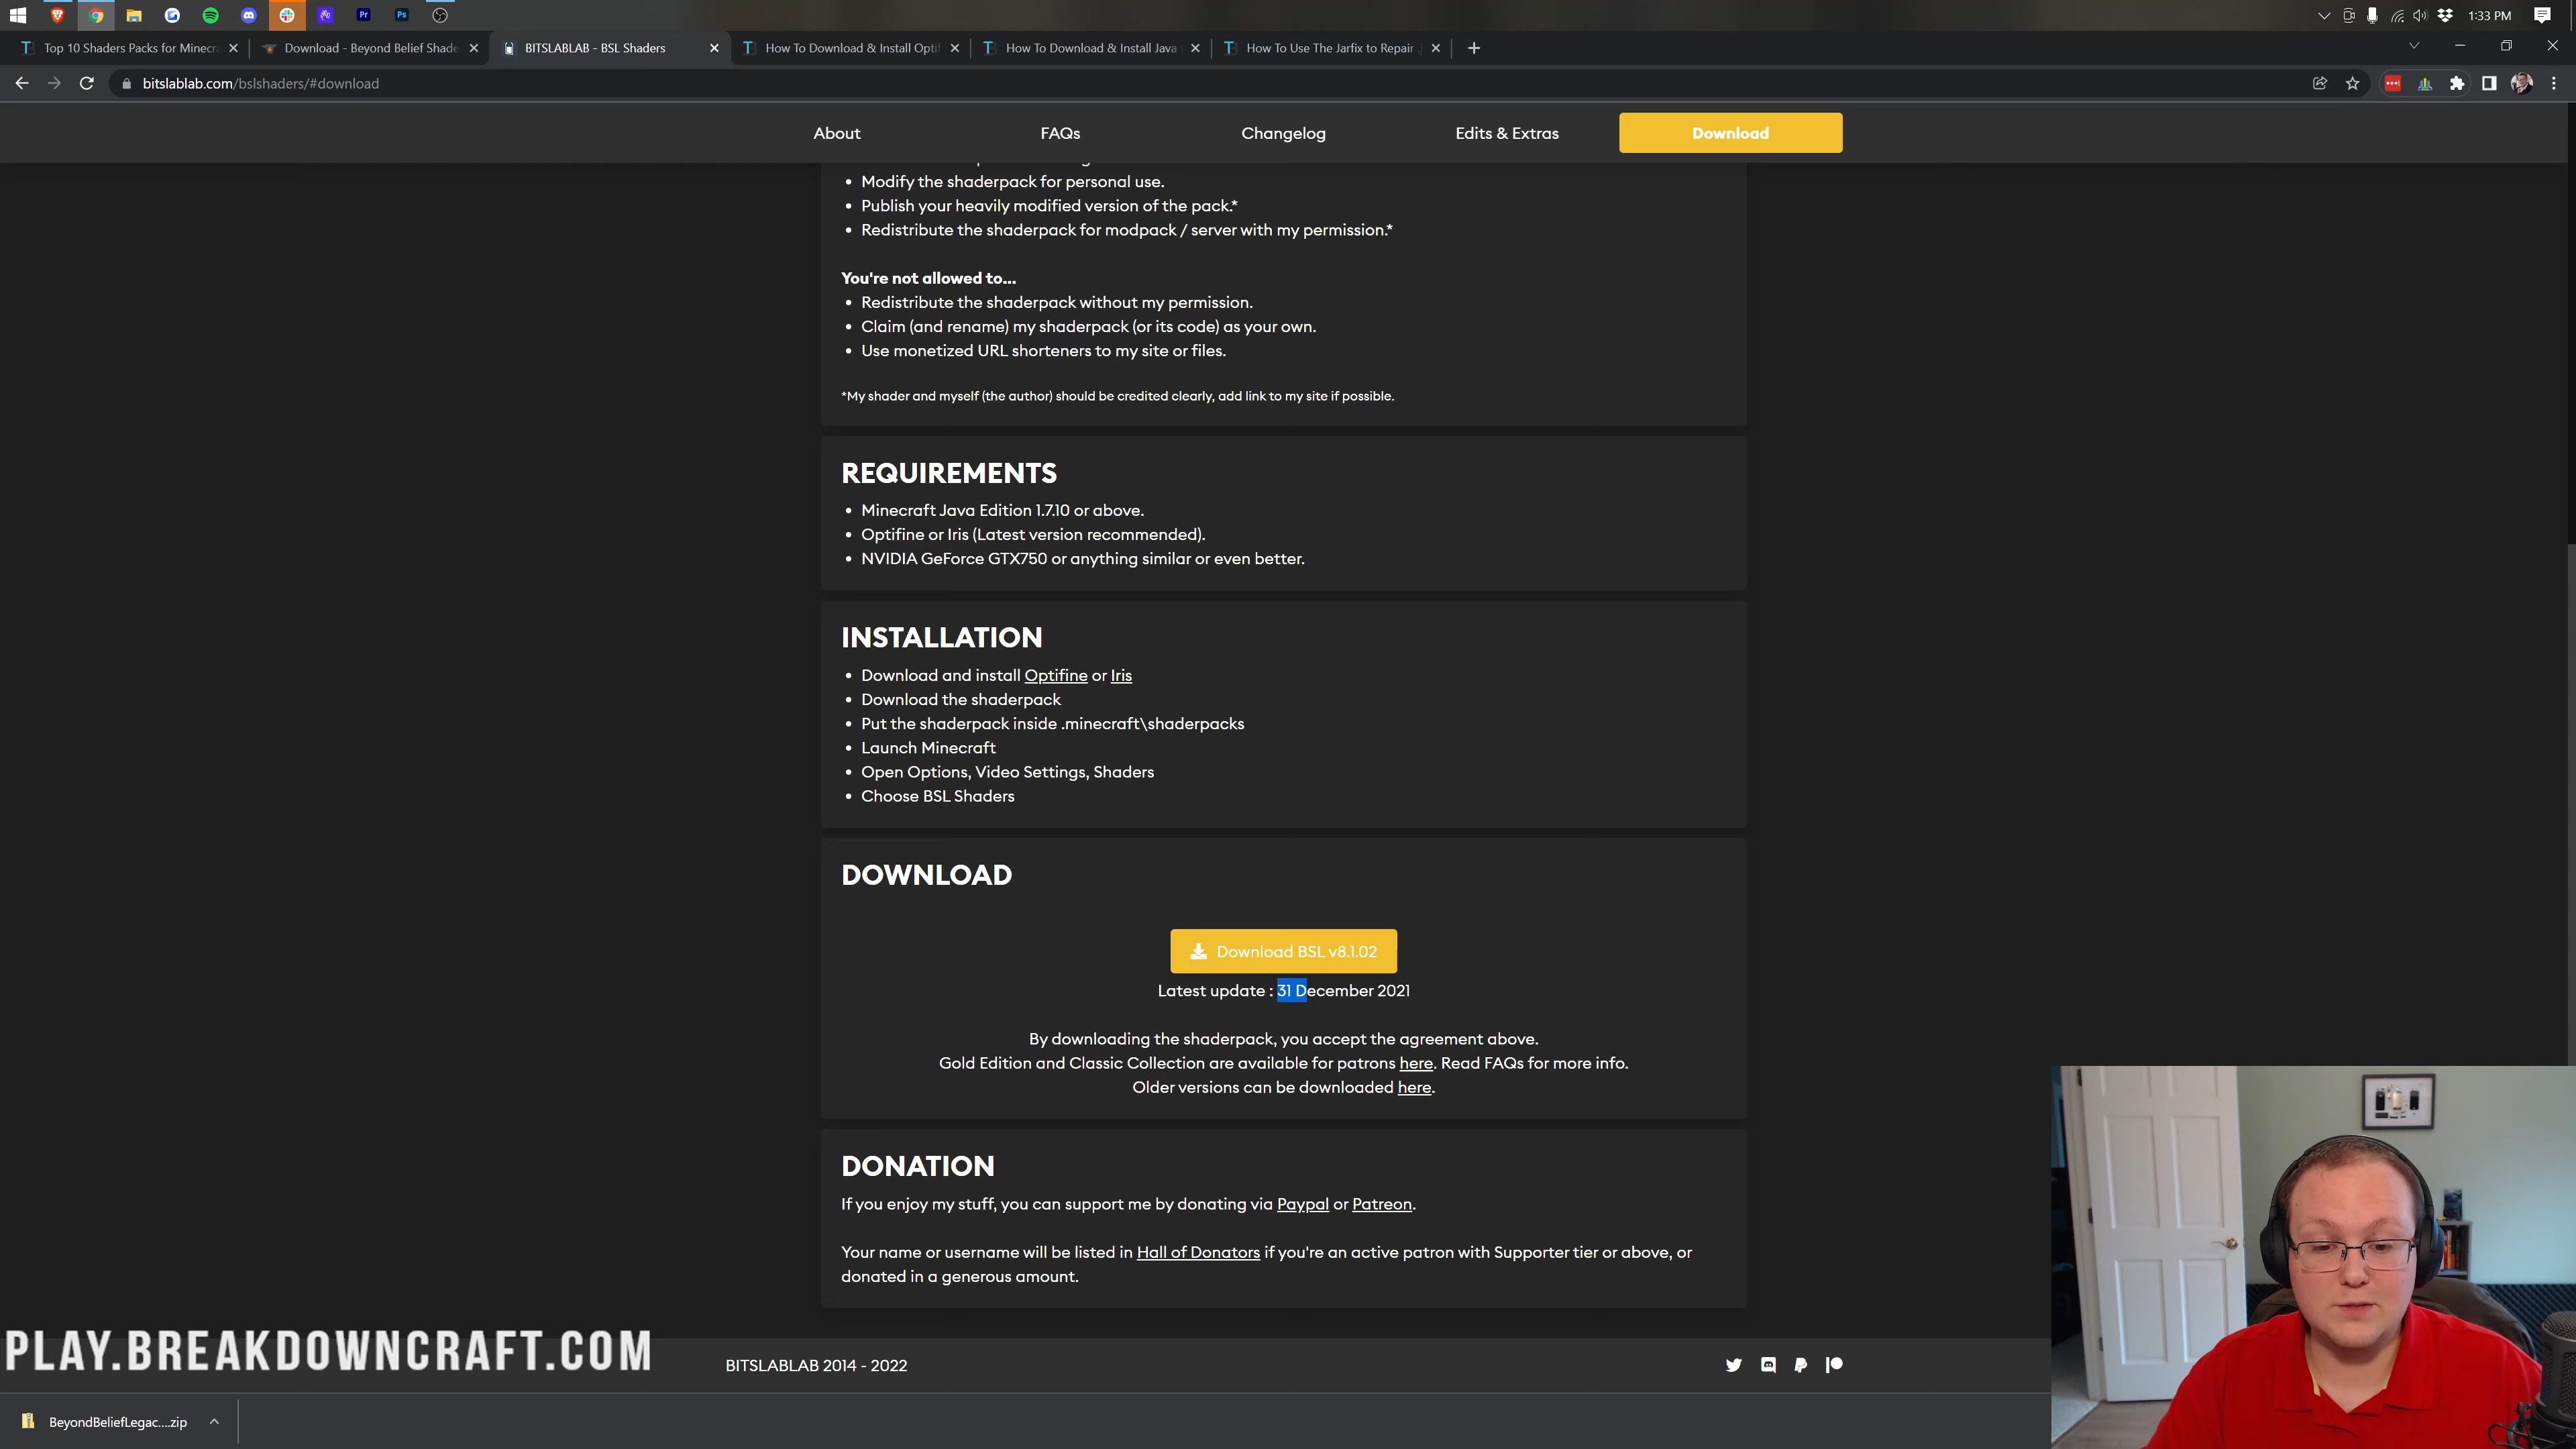 1:33 PM
Top 10 Shaders Packs for Minecra
Download - Beyond Belief Shade
BITSLABLAB - BSL Shaders
How To Download & Install Optif
How To Download & Install Java
How To Use The Jarfix to Repair .j
bitslablab.com/bslshaders/#download
About
FAQs
Changelog
Edits & Extras
Download
Modify the shaderpack for personal use.
Publish your heavily modified version of the pack.*
Redistribute the shaderpack for modpack / server with my permission.*
You're not allowed to...
Redistribute the shaderpack without my permission.
Claim (and rename) my shaderpack (or its code) as your own.
Use monetized URL shorteners to my site or files.
*My shader and myself (the author) should be credited clearly, add link to my site if possible.
REQUIREMENTS
Minecraft Java Edition 1.7.10 or above.
Optifine or Iris (Latest version recommended).
NVIDIA GeForce GTX750 or anything similar or even better.
INSTALLATION
Download and install Optifine or Iris
Download the shaderpack
Put the shaderpack inside .minecraft\shaderpacks
Launch Minecraft
Open Options, Video Settings, Shaders
Choose BSL Shaders
DOWNLOAD
Download BSL v8.1.02
Latest update : 31 December 2021
By downloading the shaderpack, you accept the agreement above.
Gold Edition and Classic Collection are available for patrons here. Read FAQs for more info.
Older versions can be downloaded here.
DONATION
If you enjoy my stuff, you can support me by donating via Paypal or Patreon.
Your name or username will be listed in Hall of Donators if you're an active patron with Supporter tier or above, or
donated in a generous amount.
PLAY.BREAKDOWNCRAFT.COM
BITSLABLAB 2014 - 2022
BeyondBeliefLegac....zip